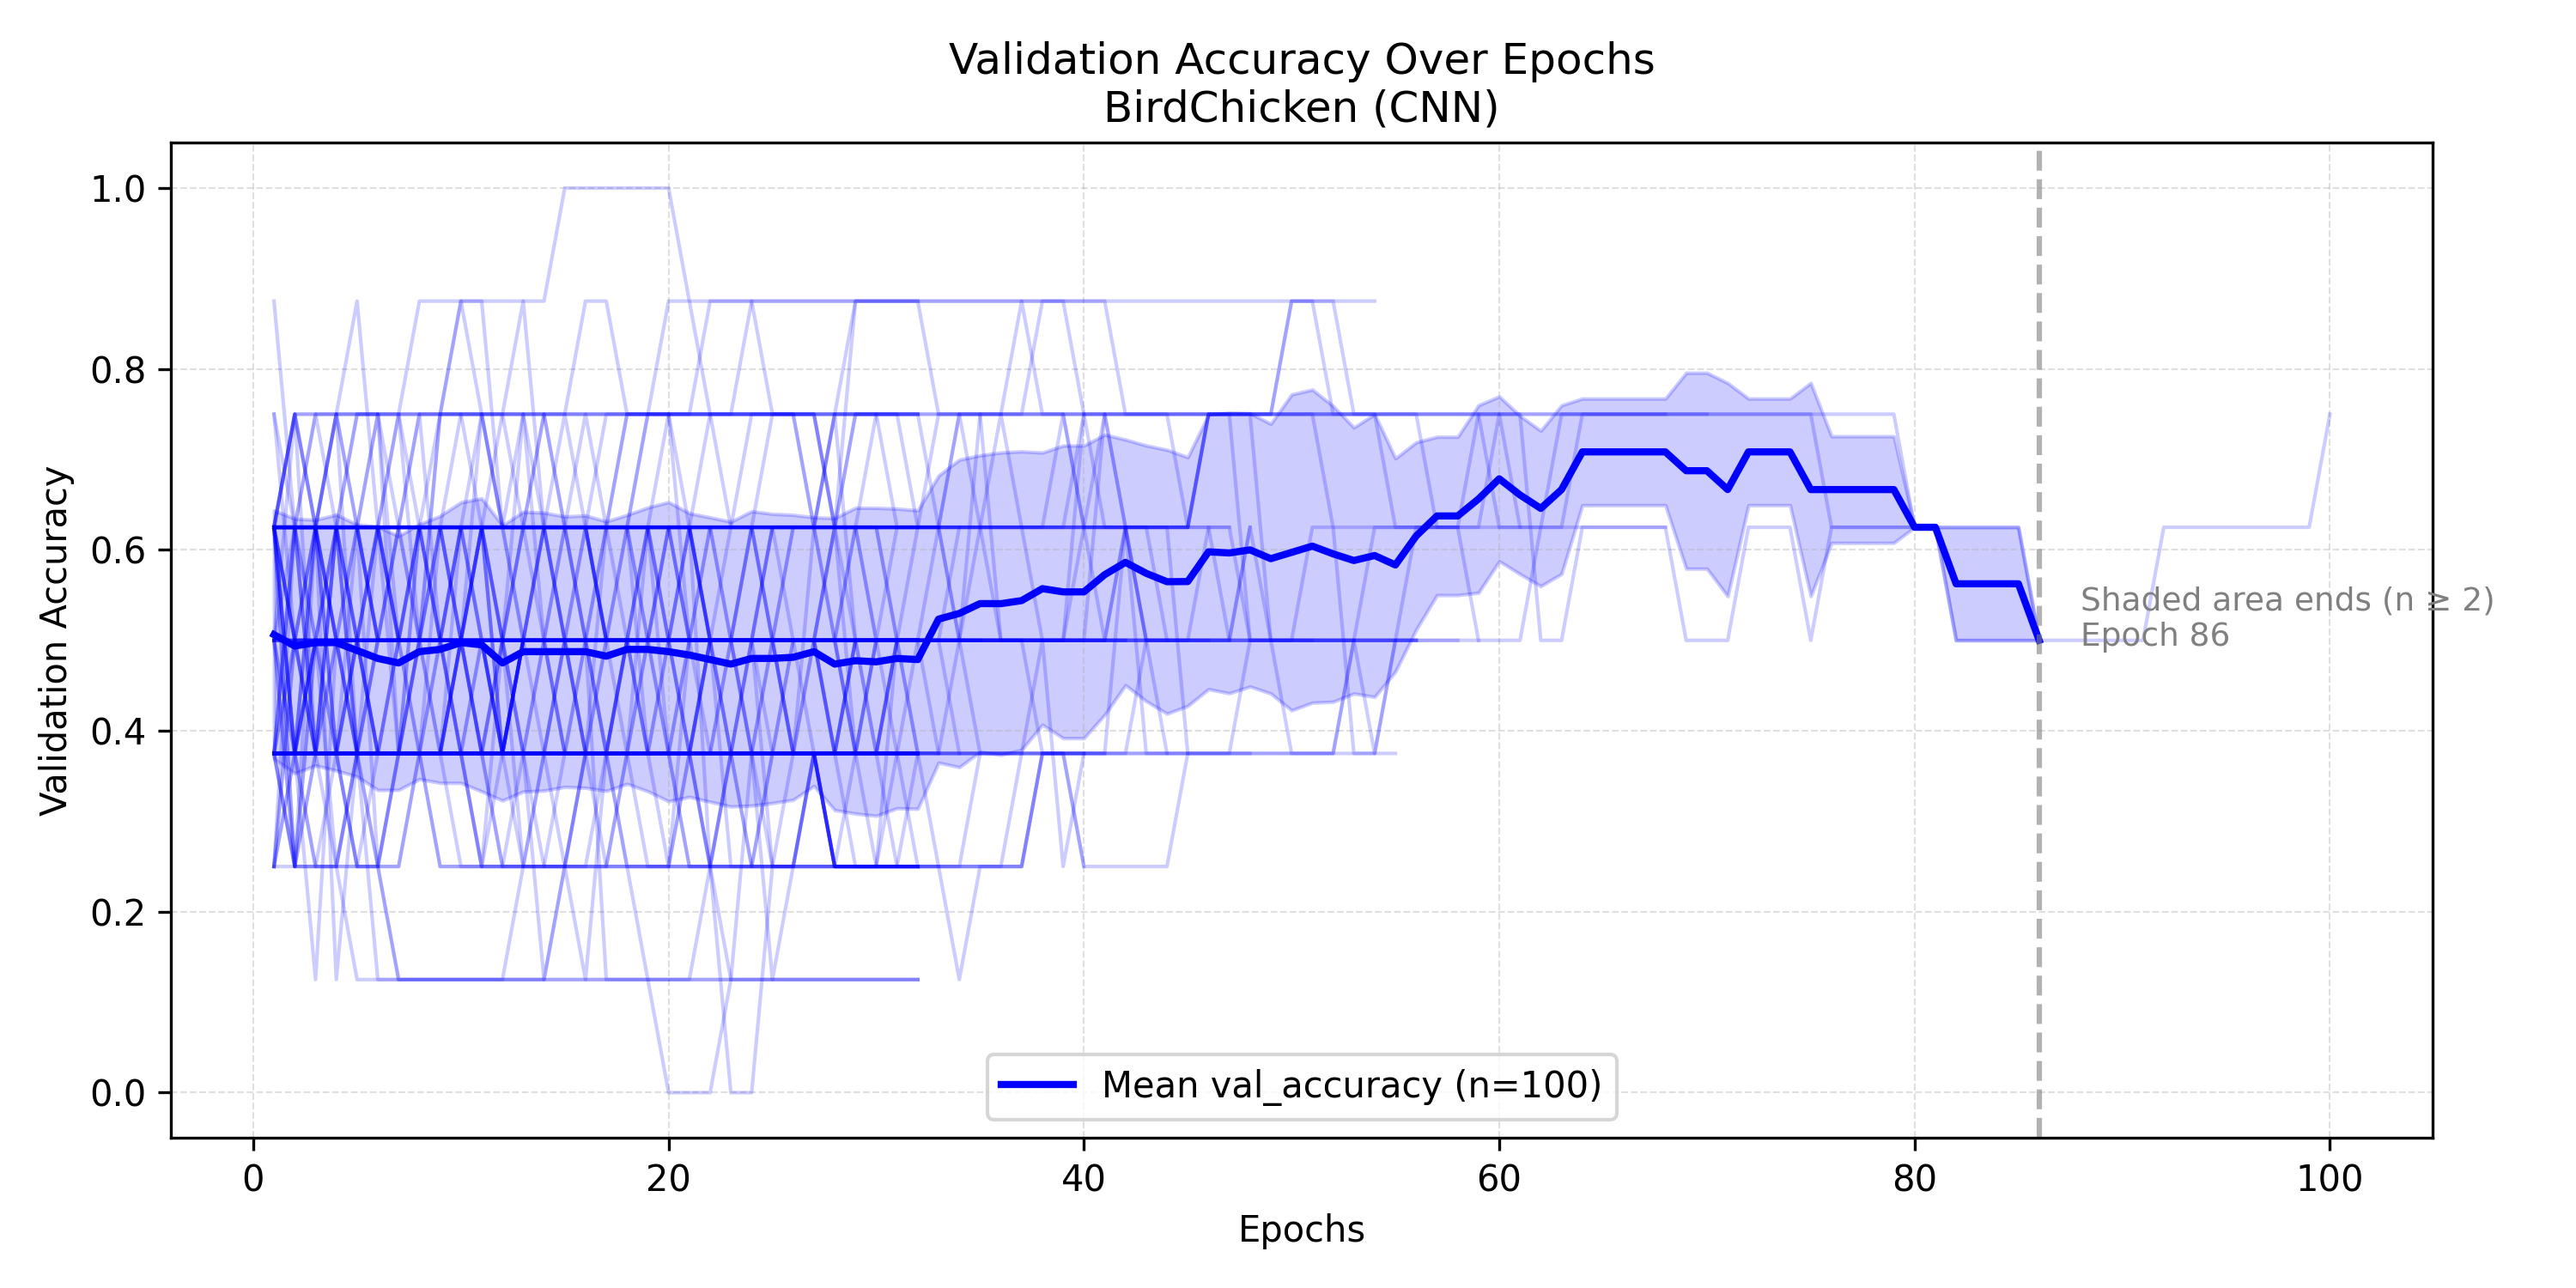 Validation Accuracy Over Epochs
BirdChicken (CNN)
Validation Accuracy
1.0
0.8
0.6
0.4
0.2
0.0
Shaded area ends (n ≥ 2)
Epoch 86
Mean val_accuracy (n=100)
0 20 40 60 80 100
Epochs